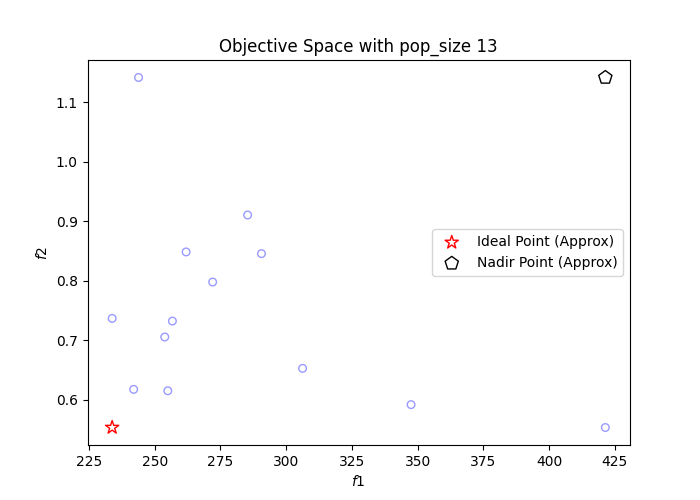 Objective Space with pop_size 13
f2
1.1
1.0
0.9
0.8
0.7
0.6
Ideal Point (Approx)
Nadir Point (Approx)
225 250 275 300 325 350 375 400 425
f1